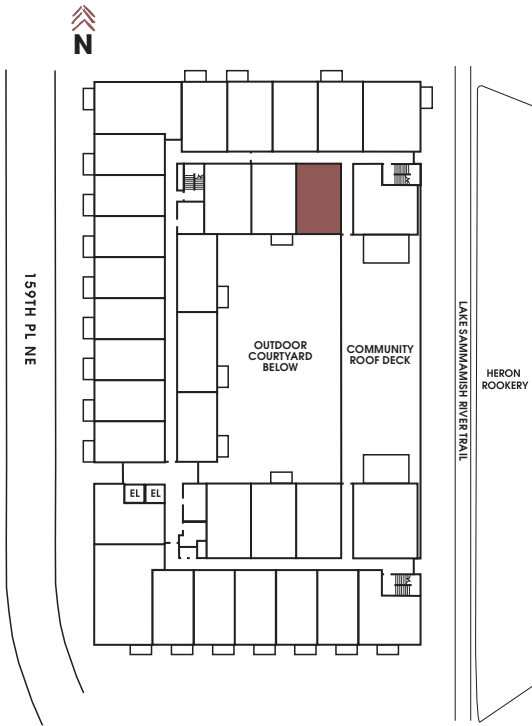 N
159TH PL NE
OUTDOOR
COURTYARD
BELOW
COMMUNITY
ROOF DECK
LAKE SAMMAMISH RIVER TRAIL
HERON
ROOKERY
EL EL